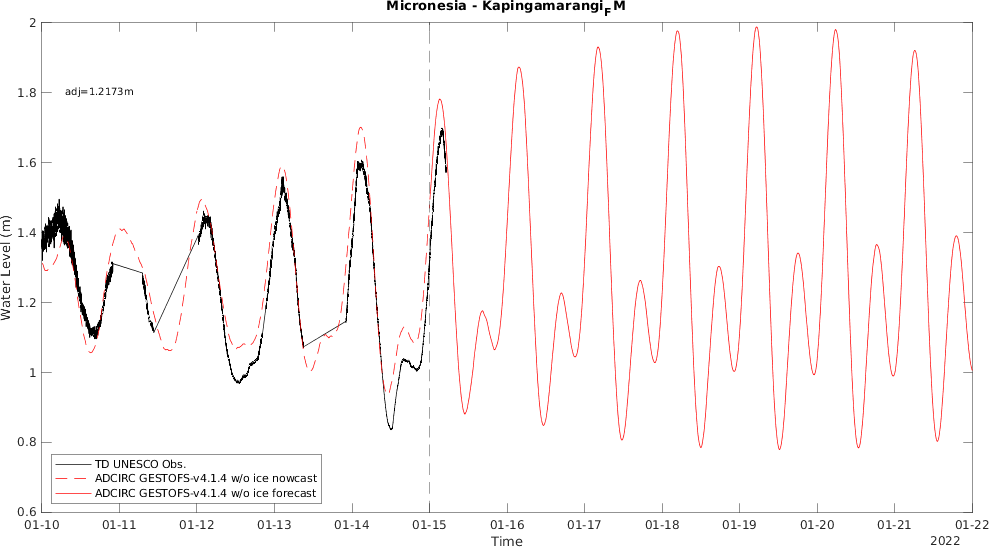 Micronesia - KapingamarangiFM
2
1.8
1.6
1.4
1.2
1
0.8
0.6
Water Level (m)
adj=1.2173m
TD UNESCO Obs.
ADCIRC GESTOFS-v4.1.4 w/o ice nowcast
ADCIRC GESTOFS-v4.1.4 w/o ice forecast
01-10 01-11 01-12 01-13 01-14 01-15 01-16 01-17 01-18 01-19 01-20 01-21 01-22
Time
2022